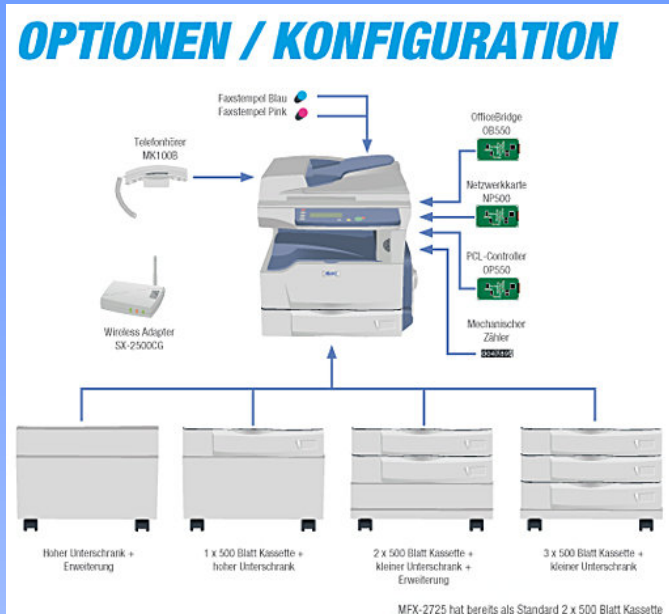 OPTIONEN / KONFIGURATION
Faxstempel Blau
Faxstempel Pink
Telefonhörer
MK100B
OfficeBridge
OB550
Netzwerkkarte
NP500
PCL-Controller
OP550
Mechanischer
Zähler
Wireless Adapter
SX-2500CG
Hoher Unterschrank +
Erweiterung
1 x 500 Blatt Kassette +
hoher Unterschrank
2 x 500 Blatt Kassette +
kleiner Unterschrank +
Erweiterung
3 x 500 Blatt Kassette +
kleiner Unterschrank
MFX-2725 hat bereits als Standard 2 x 500 Blatt Kassette